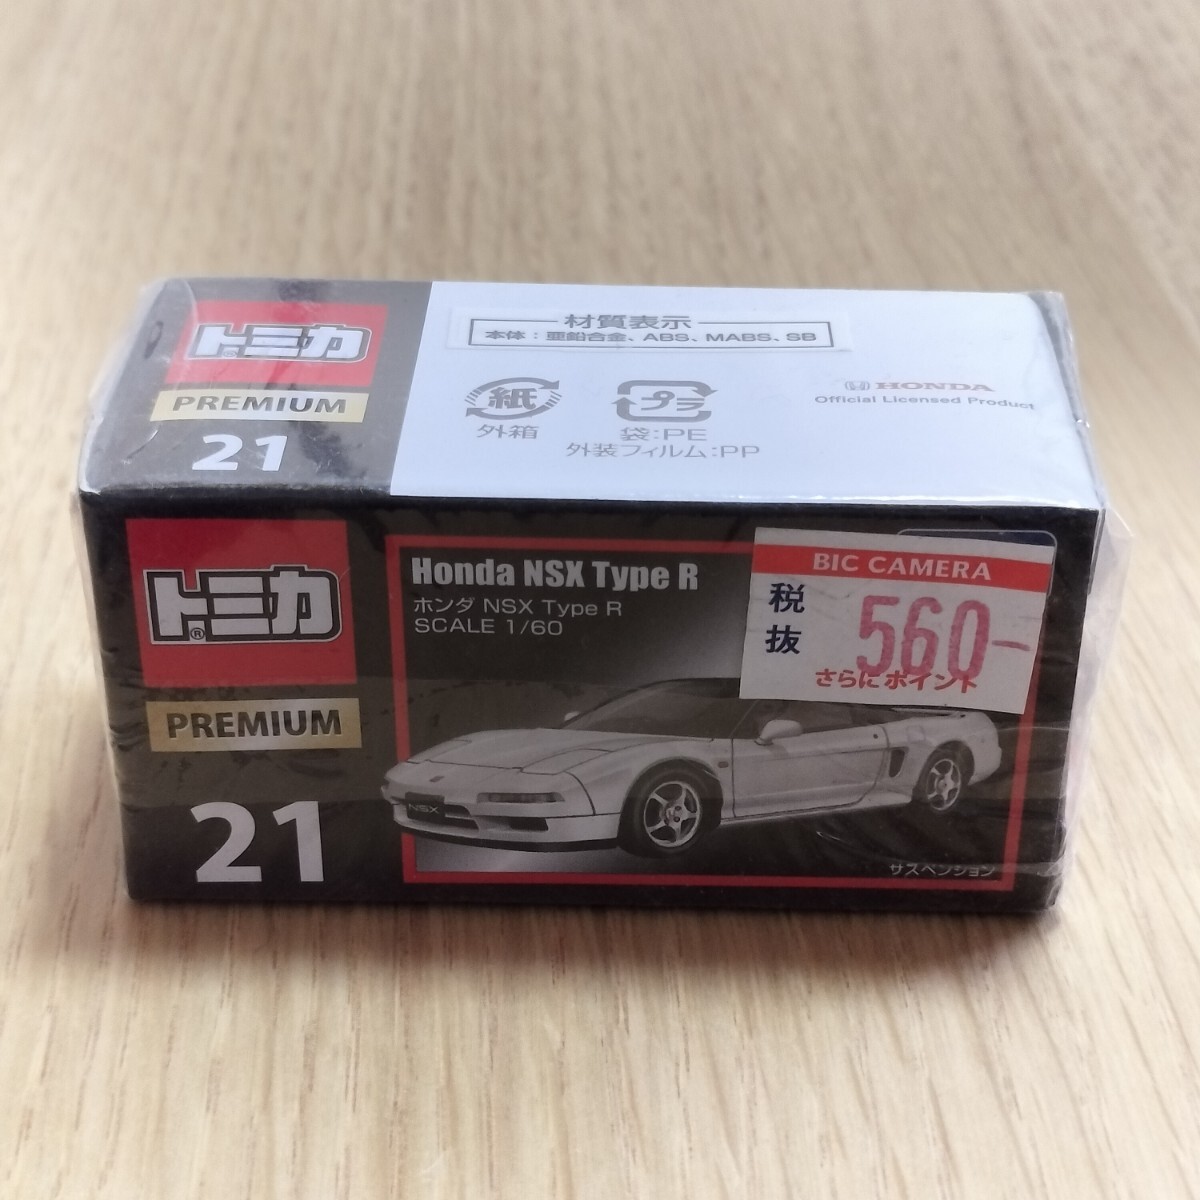 トミカ
PREMIUM
21
材質表示
本体：亜鉛合金、ABS、MABS、SB
紙
外箱
プラ
袋:PE
外装フィルム:PP
HONDA
Official Licensed Product
トミカ
PREMIUM
21
Honda NSX Type R
ホンダ NSX Type R
SCALE 1/60
BIC CAMERA
税抜
560-
さらにポイント
NSX
サスペンション